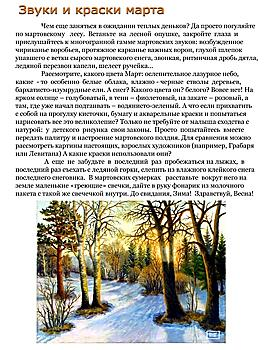 Звуки и краски марта
Чем еще заняться в ожидании теплых деньков? Да просто погуляйте
по мартовскому лесу. Встаньте на лесной опушке, закройте глаза и
прислушайтесь к многогранной гамме мартовских звуков: возбужденное
чириканье воробьев, протяжное карканье важных ворон, глухой шлепок
упавшего с ветки сырого мартовского снега, звонкая, ритмичная дробь дятла,
ледяной перезвон капели, шелест ручейка...
Рассмотрите, какого цвета Март: ослепительное лазурное небо,
какие -то особенно белые облака, влажно -черные стволы деревьев,
бархатисто-изумрудные ели. А снег? Какого цвета он? белого? Вовсе нет! На
ярком солнце – голубоватый, в тени – фиолетовый, на закате – розовый, а
там, где уже начал подтаивать – водянисто-зеленый. А что если прихватить
с собой на прогулку кисточки, бумагу и акварельные краски и попытаться
нарисовать все это великолепие? Только не требуйте от малыша сходства с
натурой: у детского рисунка свои законы. Просто попытайтесь вместе
передать палитру и настроение мартовского полдня. Для сравнения можно
рассмотреть картины настоящих, взрослых художников (например, Грабаря
или Левитана) А какие краски использовали они?
А еще не забудьте в последний раз пробежаться на лыжах, в
последний раз съехать с ледяной горки, слепить из влажного клейкого снега
последнего снеговика. В мартовских сумерках расставьте вокруг него на
земле маленькие «греющие» свечки, дайте в руку фонарик из молочного
пакета с такой же свечечкой внутри. До свидания, Зима! Здравствуй, Весна!